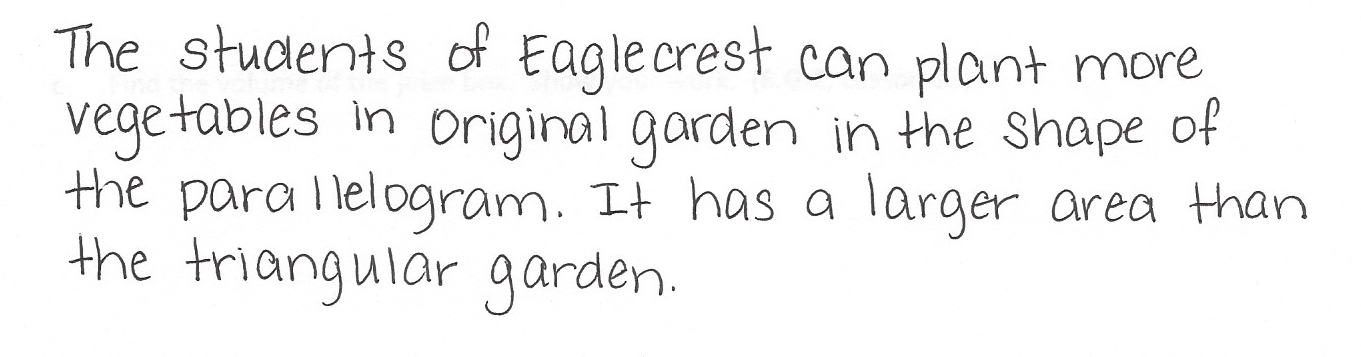 The students of Eaglecrest can plant more
vegetables in original garden in the shape of
the parallelogram. It has a larger area than
the triangular garden.